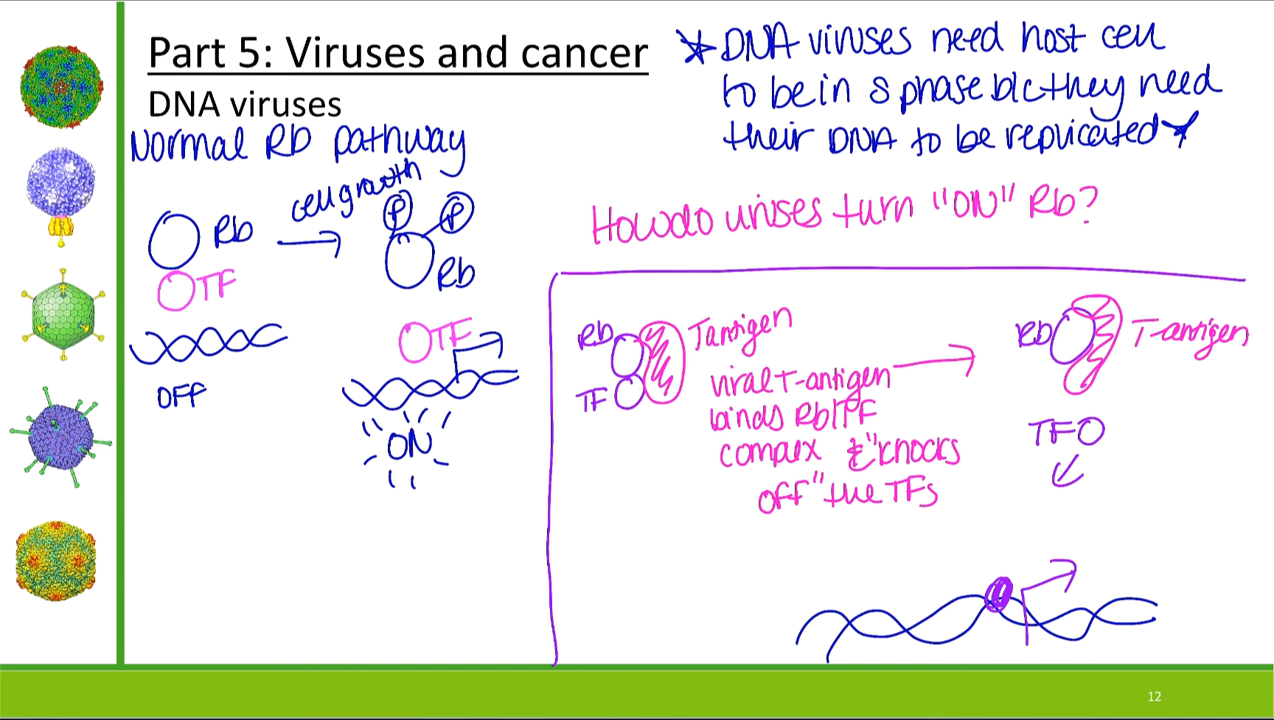 Part 5: Viruses and cancer
DNA viruses
* DNA viruses need host cell
to be in S phase b/c they need
their DNA to be replicated *
Normal Rb pathway
Rb
TF
OFF
cell growth
P P
Rb
TF
ON
How do viruses turn "ON" Rb?
Rb
TF
T antigen
viral T-antigen
binds Rb/TF
complex & "knocks
off" the TFs
Rb
T-antigen
TF
12